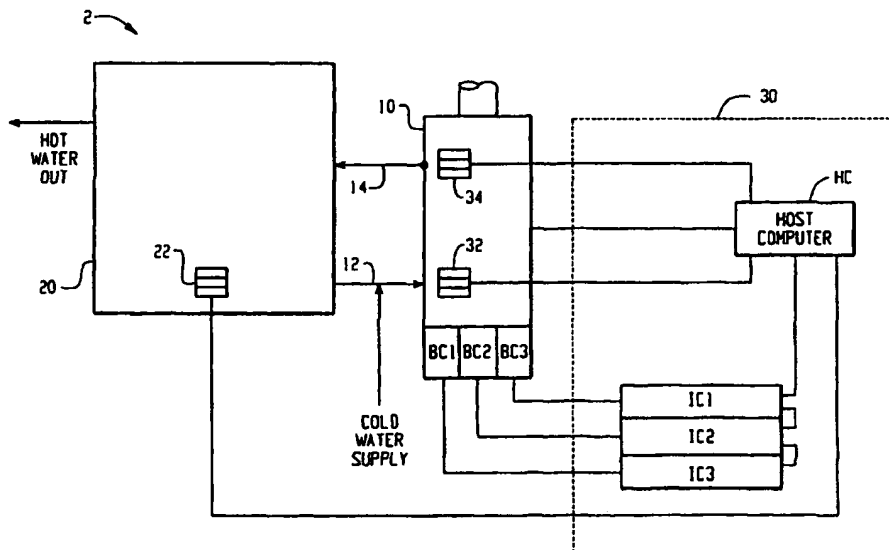 2
30
10
HOT
WATER
OUT
14
34
HC
HOST
COMPUTER
20
22
12
32
BC1 BC2 BC3
COLD
WATER
SUPPLY
IC1
IC2
IC3